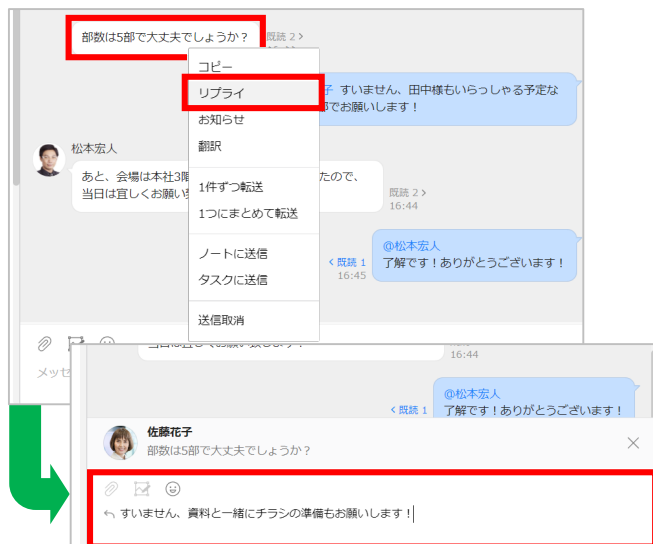 部数は5部で大丈夫でしょうか？
既読 2 >
コピー
リプライ
子 すいません、田中様もいらっしゃる予定な
部でお願いします！
お知らせ
翻訳
松本宏人
あと、会場は本社3階
たので、
当日は宜しくお願い
既読 2 >
16:44
1件ずつ転送
1つにまとめて転送
@松本宏人
< 既読 1
了解です！ありがとうございます！
16:45
ノートに送信
タスクに送信
送信取消
メッセ
16:44
@松本宏人
< 既読 1
了解です！ありがとうございます！
佐藤花子
部数は5部で大丈夫でしょうか？
すいません、資料と一緒にチラシの準備もお願いします！